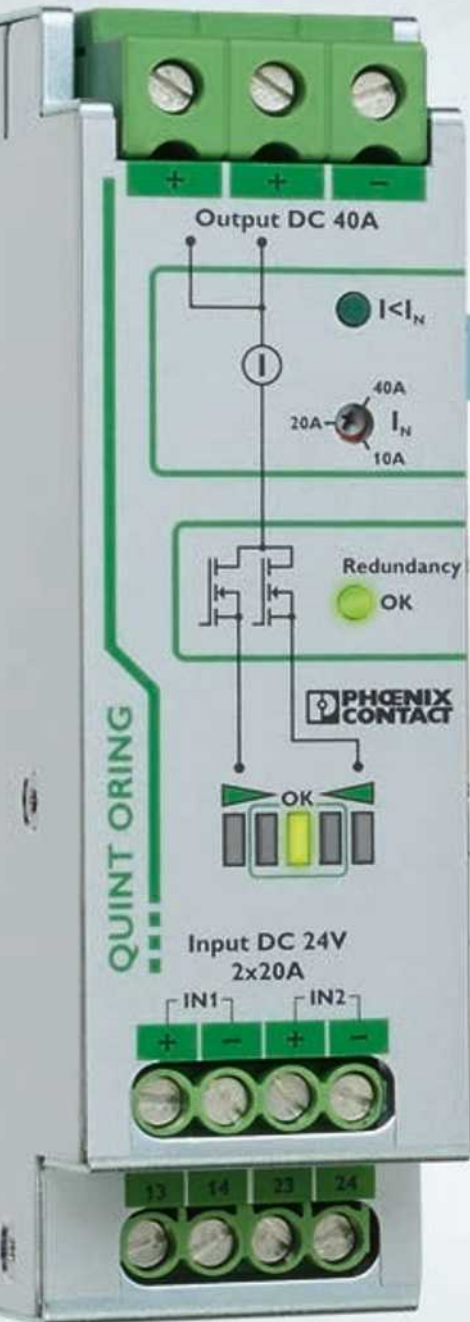 + + −
Output DC 40A
I<I_N
I
40A
20A I_N
10A
Redundancy
OK
PHŒNIX
CONTACT
OK
QUINT ORING
Input DC 24V
2x20A
IN1 IN2
+ − + −
13 14 23 24